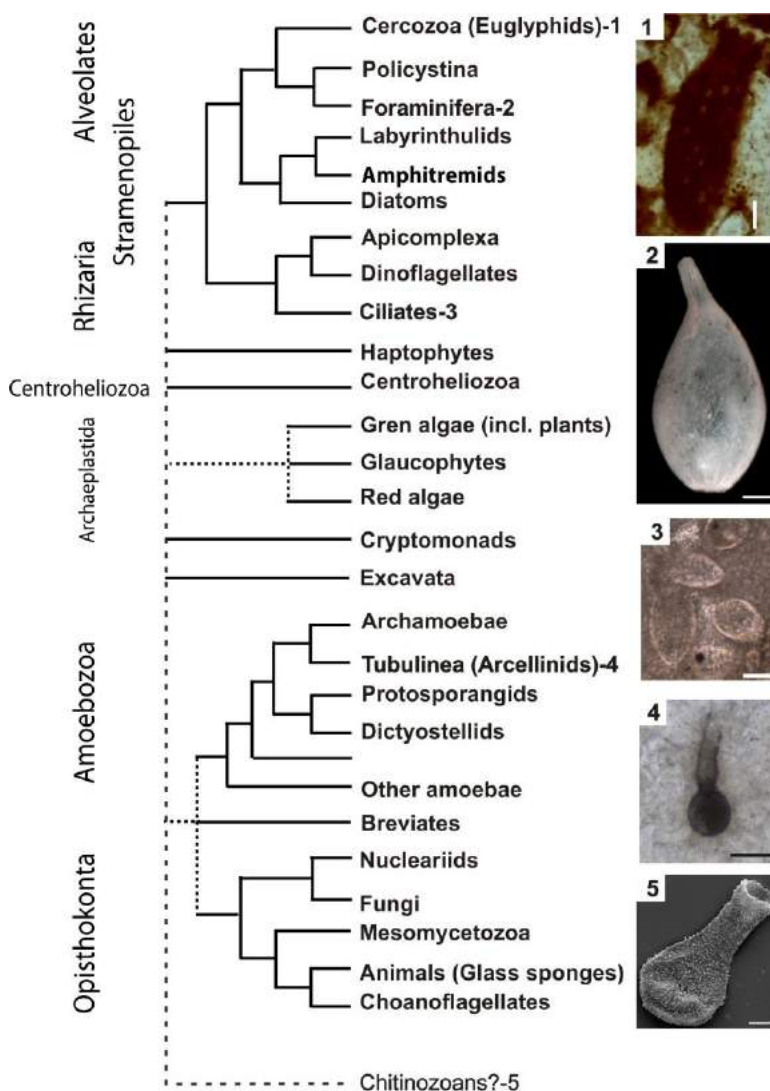 Alveolates
Stramenopiles
Rhizaria
Centroheliozoa
Archaeplastida
Amoebozoa
Opisthokonta
Cercozoa (Euglyphids)-1
Policystina
Foraminifera-2
Labyrinthulids
Amphitremids
Diatoms
Apicomplexa
Dinoflagellates
Ciliates-3
Haptophytes
Centroheliozoa
Gren algae (incl. plants)
Glaucophytes
Red algae
Cryptomonads
Excavata
Archamoebae
Tubulinea (Arcellinids)-4
Protosporangids
Dictyostellids
Other amoebae
Breviates
Nucleariids
Fungi
Mesomycetozoa
Animals (Glass sponges)
Choanoflagellates
Chitinozoans?-5
1
2
3
4
5